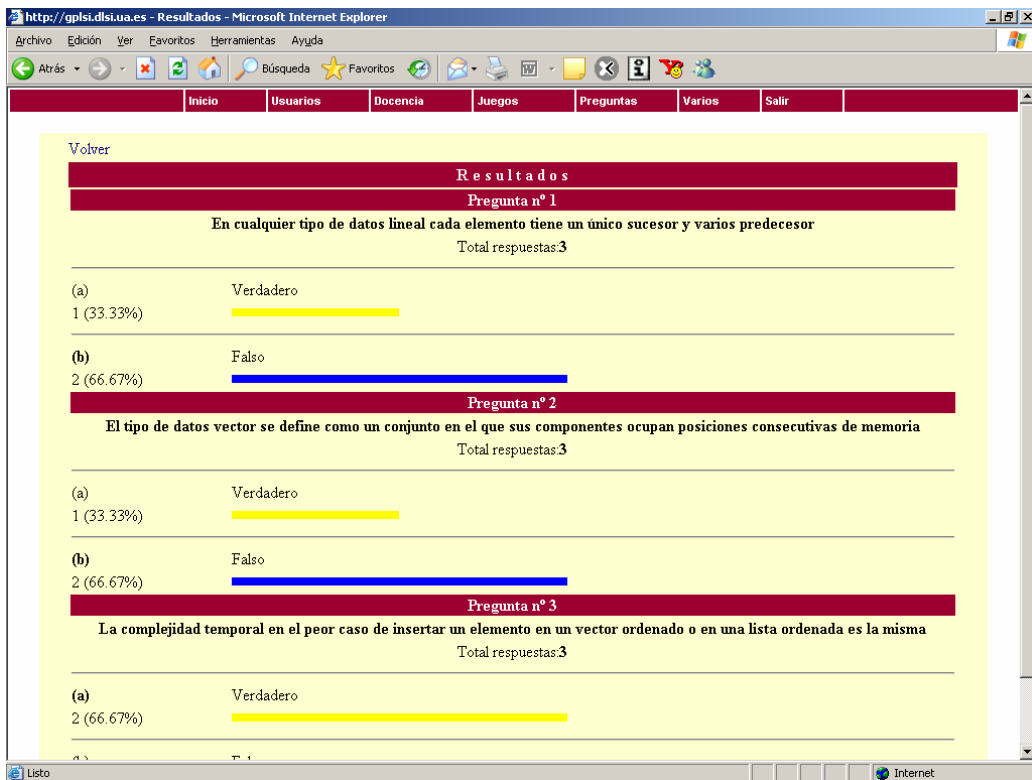 http://gplsi.dlsi.ua.es - Resultados - Microsoft Internet Explorer
Archivo Edición Ver Favoritos Herramientas Ayuda
Atrás Búsqueda Favoritos
Inicio Usuarios Docencia Juegos Preguntas Varios Salir
Volver
Resultados
Pregunta nº 1
En cualquier tipo de datos lineal cada elemento tiene un único sucesor y varios predecesor
Total respuestas:3
(a) Verdadero
1 (33.33%)
(b) Falso
2 (66.67%)
Pregunta nº 2
El tipo de datos vector se define como un conjunto en el que sus componentes ocupan posiciones consecutivas de memoria
Total respuestas:3
(a) Verdadero
1 (33.33%)
(b) Falso
2 (66.67%)
Pregunta nº 3
La complejidad temporal en el peor caso de insertar un elemento en un vector ordenado o en una lista ordenada es la misma
Total respuestas:3
(a) Verdadero
2 (66.67%)
Listo Internet